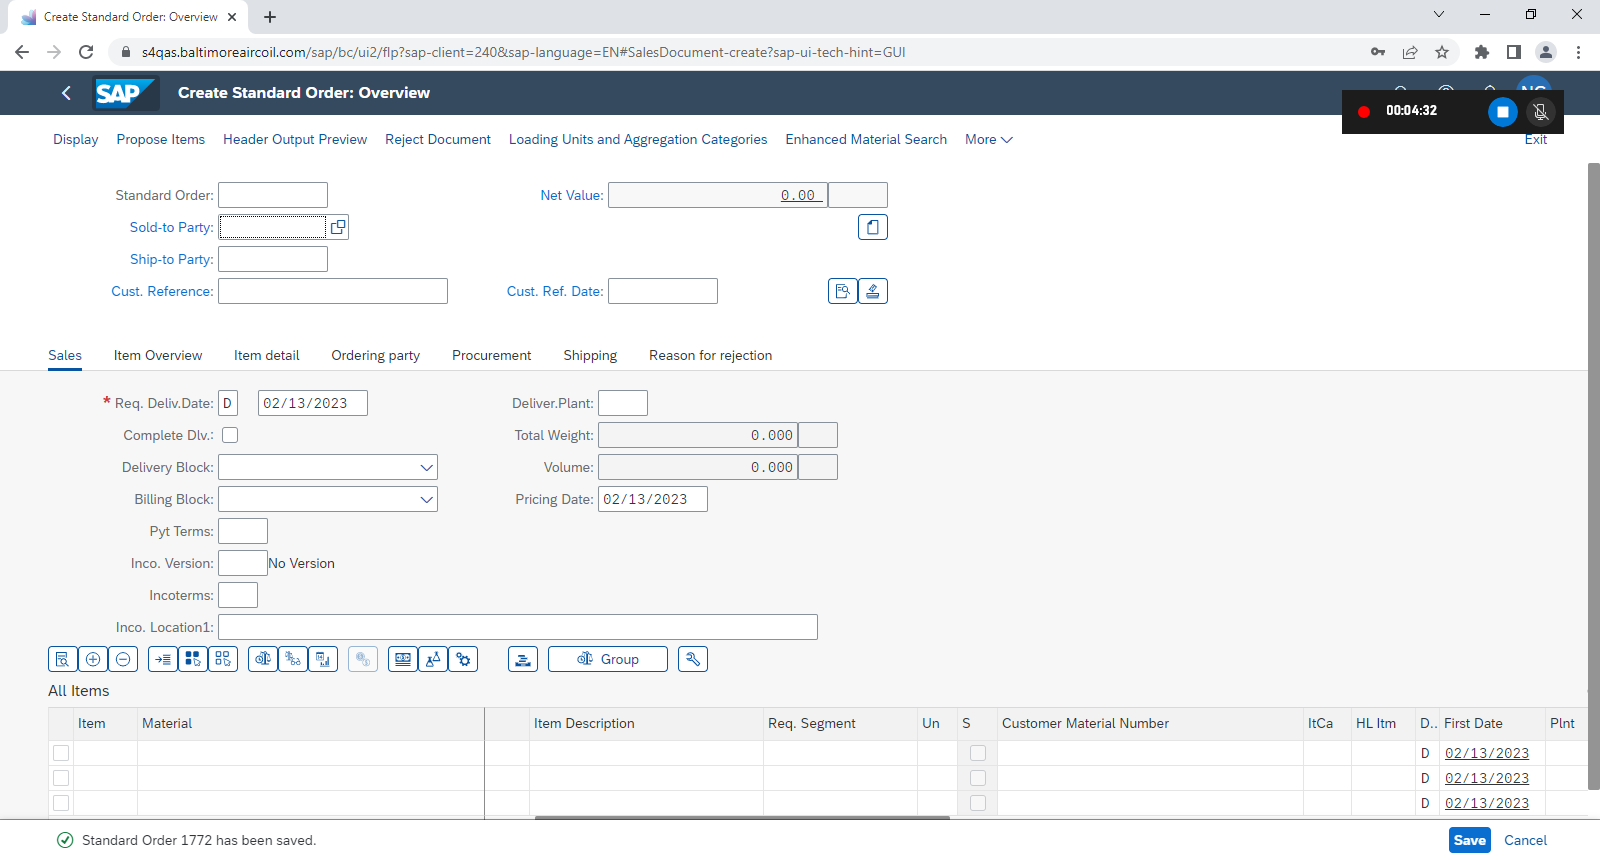 Create Standard Order: Overview
s4qas.baltimoreaircoil.com/sap/bc/ui2/flp?sap-client=240&sap-language=EN#SalesDocument-create?sap-ui-tech-hint=GUI
SAP Create Standard Order: Overview
00:04:32
Display Propose Items Header Output Preview Reject Document Loading Units and Aggregation Categories Enhanced Material Search More Exit
Standard Order: Net Value: 0.00
Sold-to Party:
Ship-to Party:
Cust. Reference: Cust. Ref. Date:
Sales Item Overview Item detail Ordering party Procurement Shipping Reason for rejection
* Req. Deliv.Date: D 02/13/2023 Deliver.Plant:
Complete Dlv.: Total Weight: 0.000
Delivery Block: Volume: 0.000
Billing Block: Pricing Date: 02/13/2023
Pyt Terms:
Inco. Version: No Version
Incoterms:
Inco. Location1:
Group
All Items
Item Material Item Description Req. Segment Un S Customer Material Number ItCa HL Itm D.. First Date Plnt
D 02/13/2023
D 02/13/2023
D 02/13/2023
Standard Order 1772 has been saved. Save Cancel